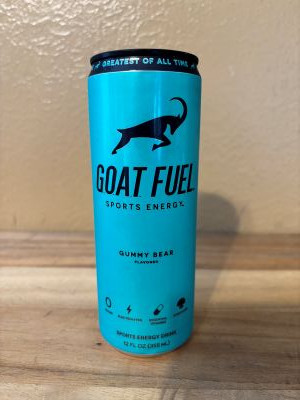 GREATEST OF ALL TIME
GOAT FUEL
SPORTS ENERGY
GUMMY BEAR
FLAVORED
SPORTS ENERGY DRINK
12 FL OZ (355 ML)